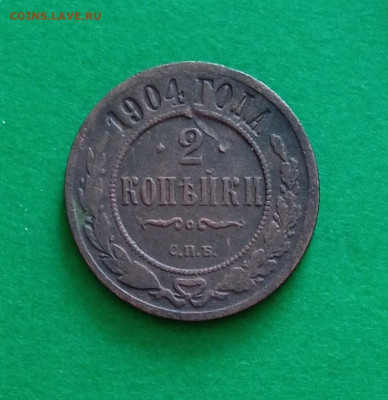 COINS.LAVE.RU
1904 ГОДА
2
КОПѢЙКИ
С.П.Б.